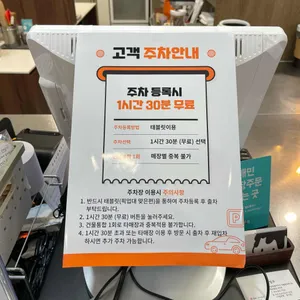 고객 주차안내
주차 등록시
1시간 30분 무료
주차등록방법 태블릿이용
주차선택 1시간 30분 (무료) 선택
1회 매장별 중복 불가
주차장 이용시 주의사항
1. 반드시 태블릿(픽업대 맞은편)을 통하여 주차등록 후 출차
부탁드립니다.
2. 1시간 30분 (무료) 버튼을 눌러주세요.
3. 건물통합 1회로 타매장과 중복적용 불가합니다.
4. 1시간 30분 초과 또는 타매장 이용 후 방문 시 출차 후 재입차
하시면 추가 주차 가능합니다.
P